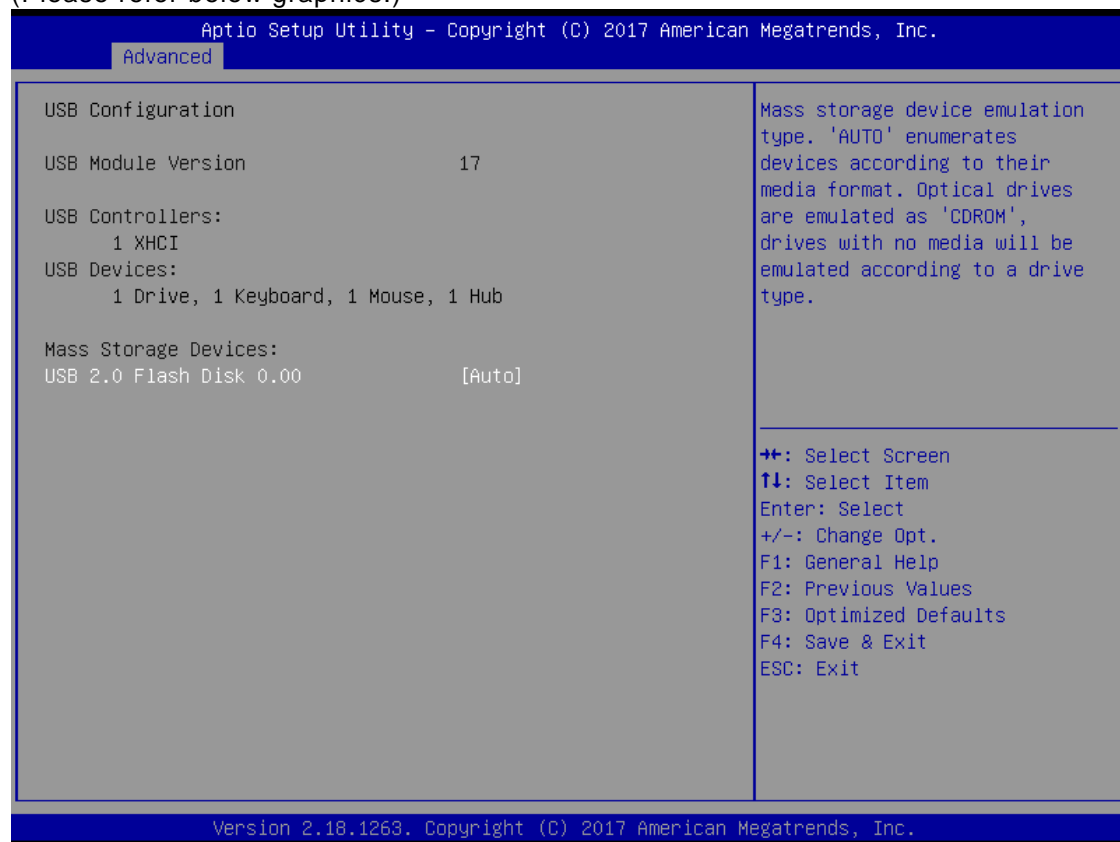 (Please refer below graphics.)
Aptio Setup Utility – Copyright (C) 2017 American Megatrends, Inc.
Advanced
USB Configuration
USB Module Version 17
USB Controllers:
1 XHCI
USB Devices:
1 Drive, 1 Keyboard, 1 Mouse, 1 Hub
Mass Storage Devices:
USB 2.0 Flash Disk 0.00 [Auto]
Mass storage device emulation
type. 'AUTO' enumerates
devices according to their
media format. Optical drives
are emulated as 'CDROM',
drives with no media will be
emulated according to a drive
type.
→←: Select Screen
↑↓: Select Item
Enter: Select
+/-: Change Opt.
F1: General Help
F2: Previous Values
F3: Optimized Defaults
F4: Save & Exit
ESC: Exit
Version 2.18.1263. Copyright (C) 2017 American Megatrends, Inc.